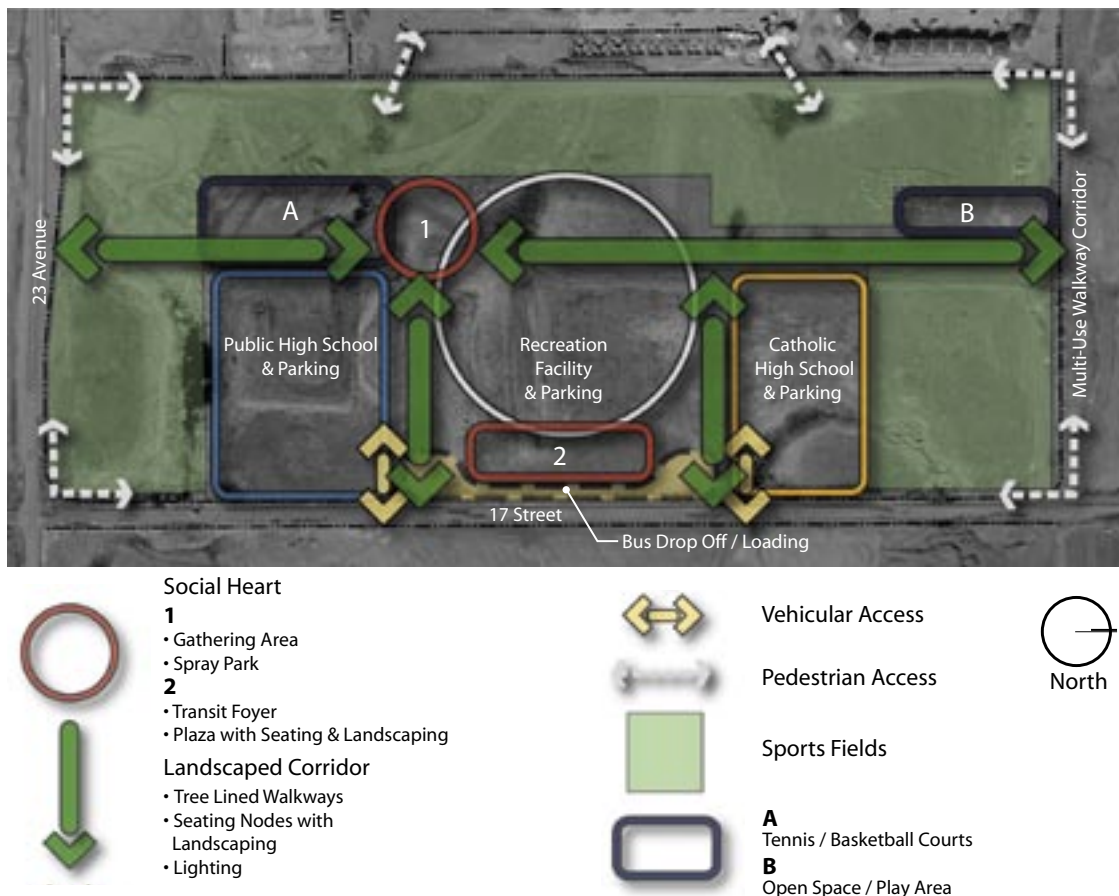 A
1
B
23 Avenue
Multi-Use Walkway Corridor
Public High School
& Parking
Recreation
Facility
& Parking
Catholic
High School
& Parking
2
17 Street
Bus Drop Off / Loading
Social Heart
1
• Gathering Area
• Spray Park
2
• Transit Foyer
• Plaza with Seating & Landscaping
Landscaped Corridor
• Tree Lined Walkways
• Seating Nodes with
Landscaping
• Lighting
Vehicular Access
Pedestrian Access
Sports Fields
A
Tennis / Basketball Courts
B
Open Space / Play Area
North